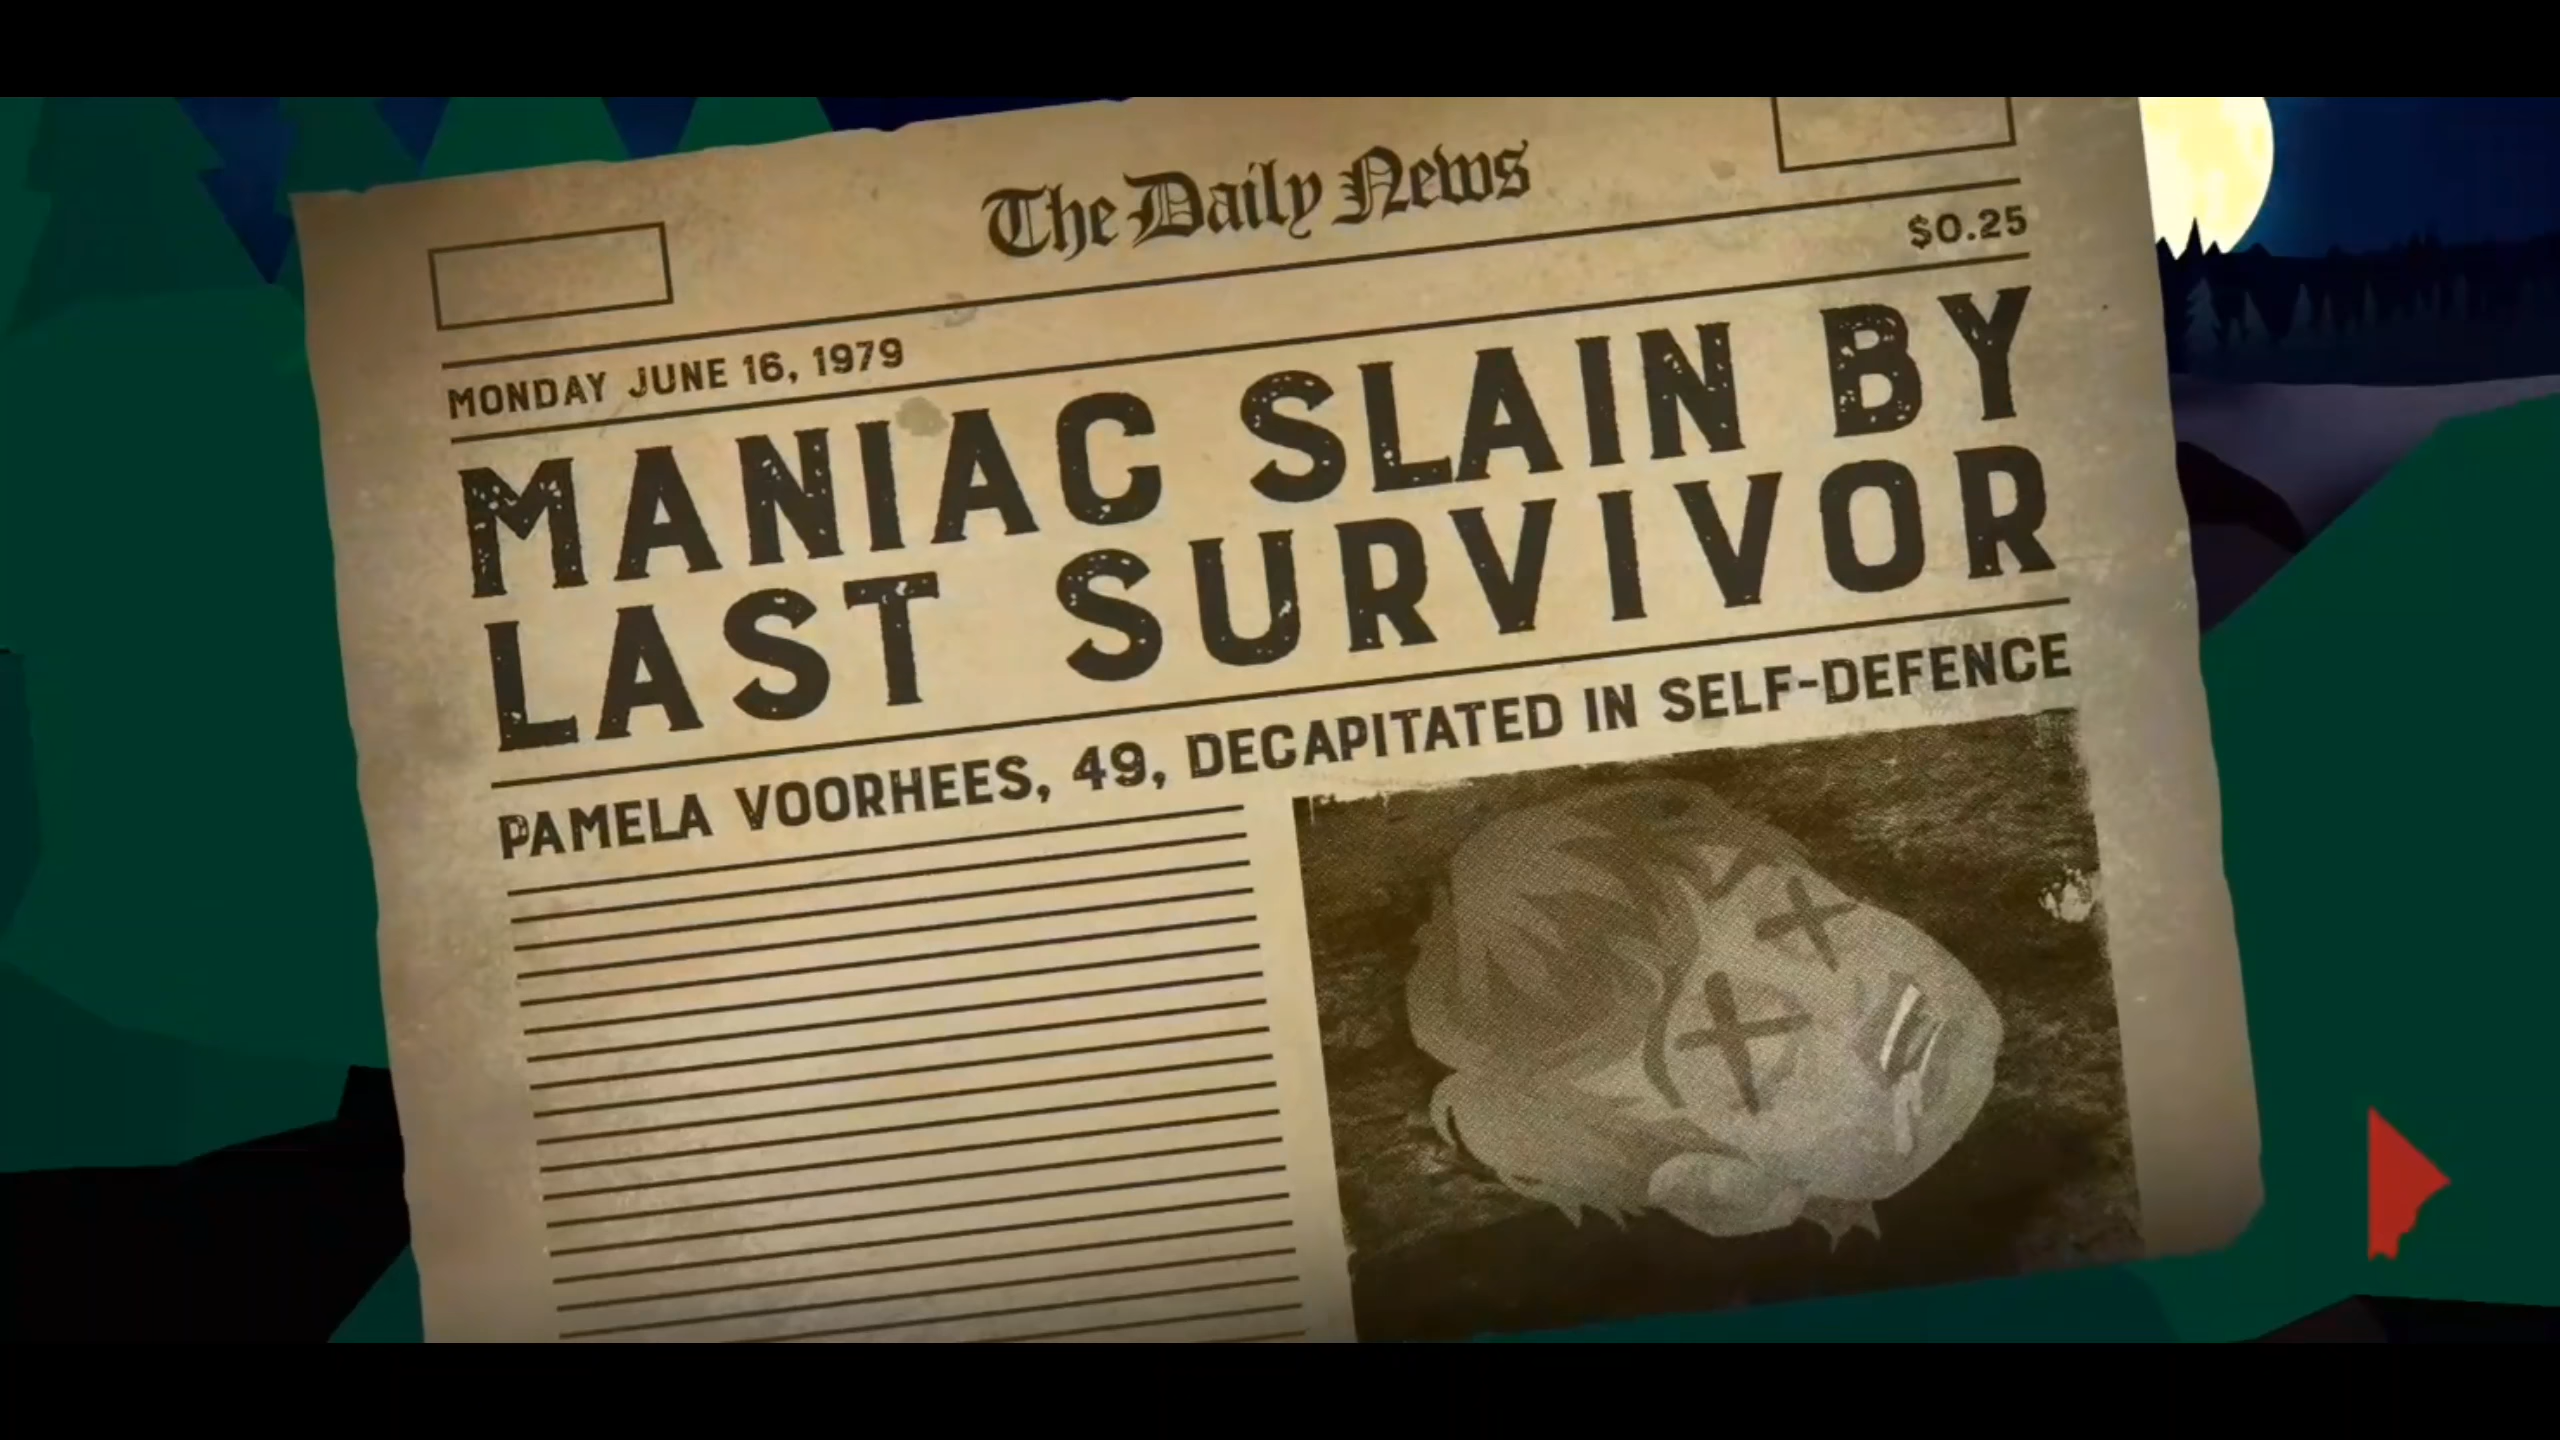 The Daily News
$0.25
MONDAY JUNE 16, 1979
MANIAC SLAIN BY
LAST SURVIVOR
PAMELA VOORHEES, 49, DECAPITATED IN SELF-DEFENCE